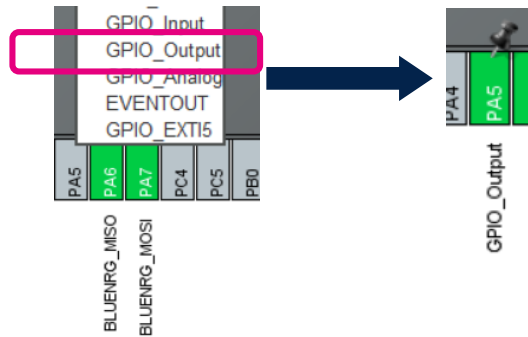 GPIO_Input
GPIO_Output
GPIO_Analog
EVENTOUT
GPIO_EXTI5
PA5
PA6
PA7
PC4
PC5
PB0
BLUENRG_MISO
BLUENRG_MOSI
PA4
PA5
GPIO_Output